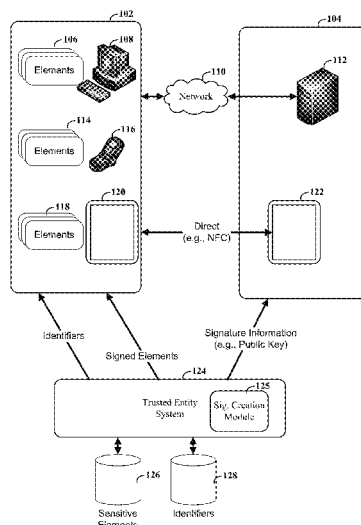 102
104
106
108
Elements
110
Network
112
114
116
Elements
118
120
Elements
122
Direct
(e.g., NFC)
Identifiers
Signed Elements
Signature Information
(e.g., Public Key)
124
125
Trusted Entity
System
Sig. Creation
Module
126
128
Sensitive
Elements
Identifiers